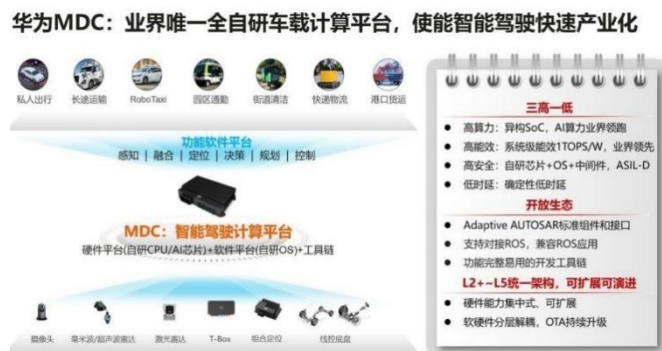 华为MDC：业界唯一全自研车载计算平台，使能智能驾驶快速产业化
私人出行 长途运输 RoboTaxi 园区通勤 街道清洁 快递物流 港口货运
功能软件平台
感知 | 融合 | 定位 | 决策 | 规划 | 控制
MDC：智能驾驶计算平台
硬件平台(自研CPU/AI芯片)+软件平台(自研OS)+工具链
摄像头 毫米波/超声波雷达 激光雷达 T-Box 组合定位 线控底盘
三高一低
高算力：异构SoC，AI算力业界领跑
高能效：系统级能效1TOPS/W，业界领先
高安全：自研芯片+OS+中间件，ASIL-D
低时延：确定性低时延
开放生态
Adaptive AUTOSAR标准组件和接口
支持对接ROS，兼容ROS应用
功能完整易用的开发工具链
L2+~L5统一架构，可扩展可演进
硬件能力集中式、可扩展
软硬件分层解耦，OTA持续升级